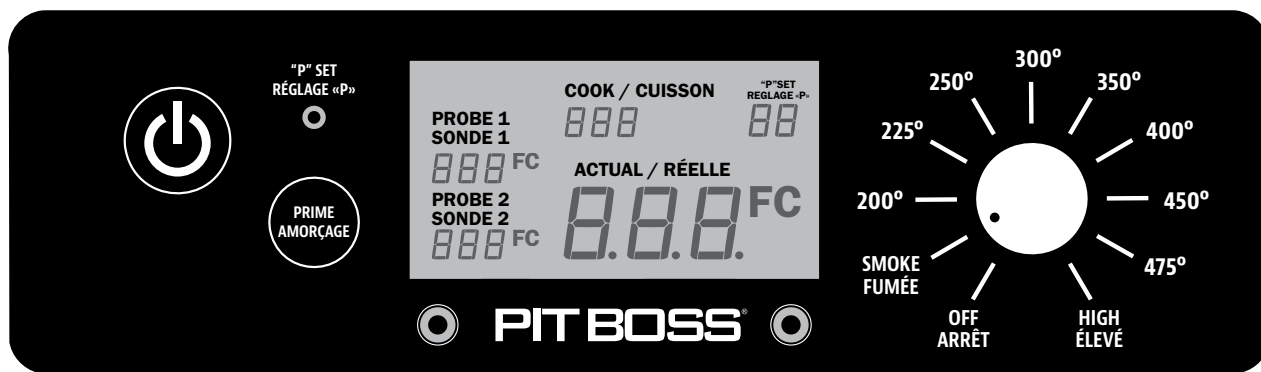 "P" SET
RÉGLAGE «P»
PRIME
AMORÇAGE
COOK / CUISSON
888
"P"SET
REGLAGE «P»
88
PROBE 1
SONDE 1
888 FC
ACTUAL / RÉELLE
8.8.8. FC
PROBE 2
SONDE 2
888 FC
PIT BOSS®
OFF
ARRÊT
SMOKE
FUMÉE
200º
225º
250º
300º
350º
400º
450º
475º
HIGH
ÉLEVÉ